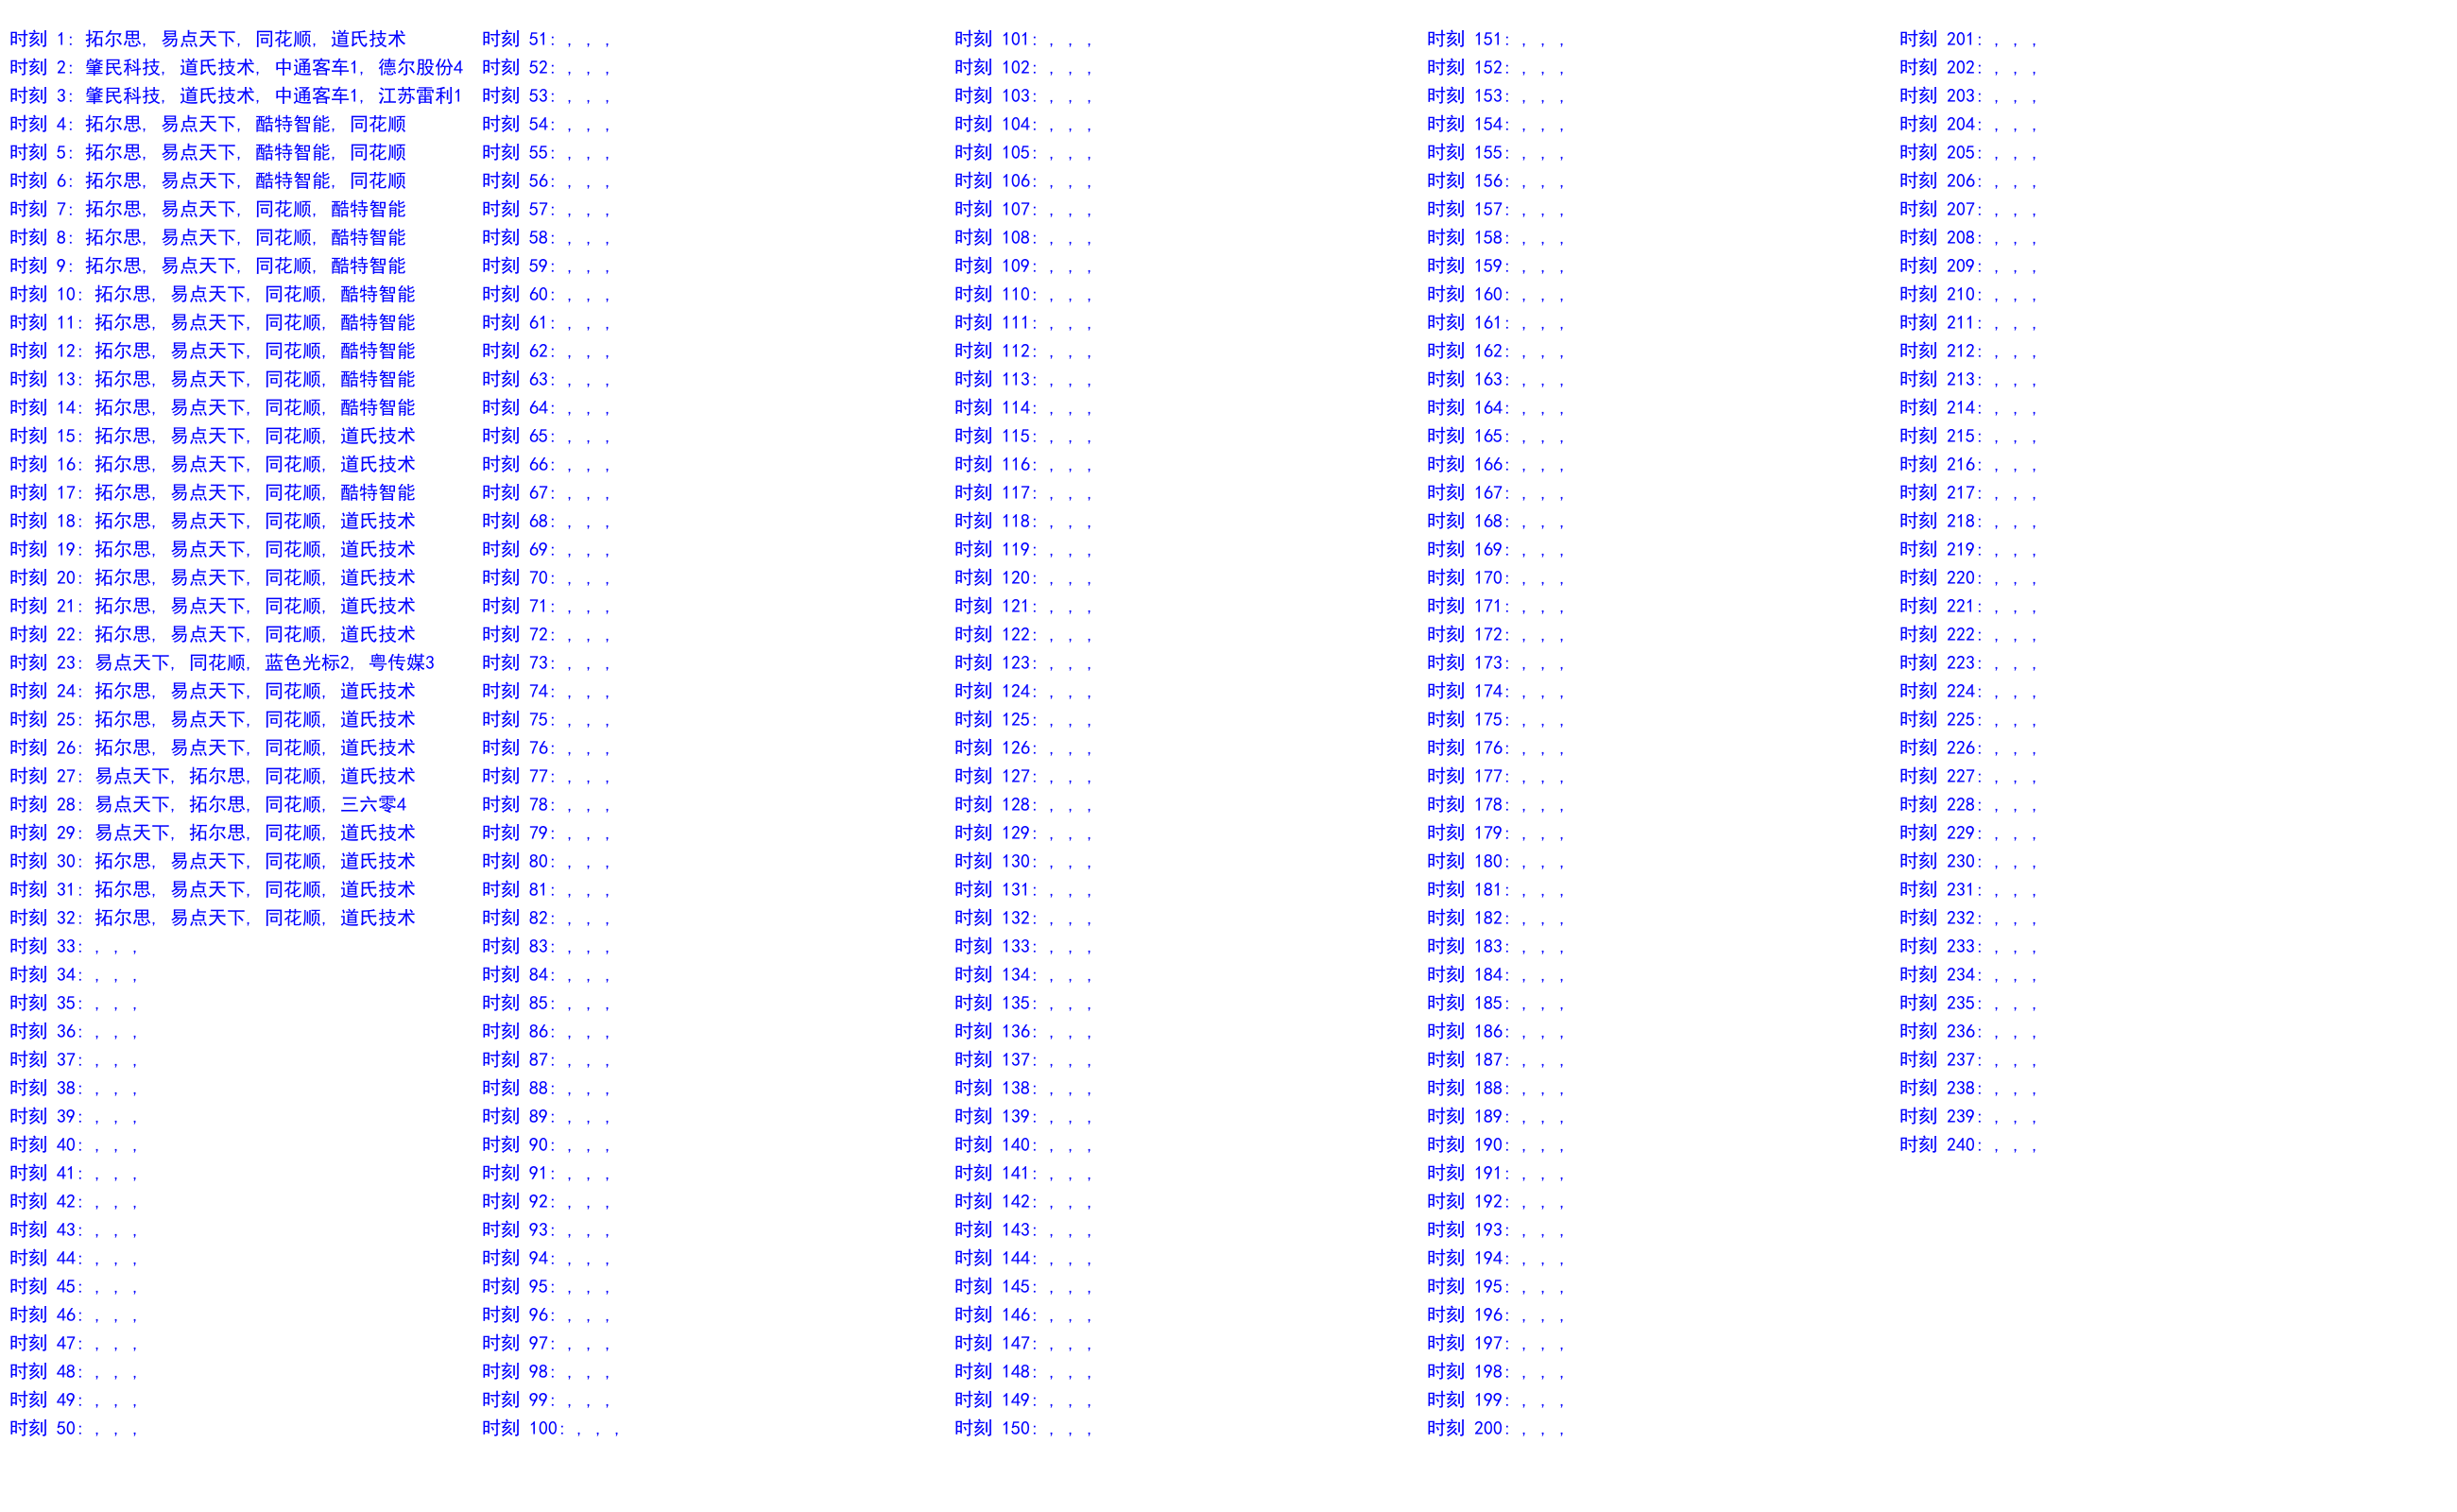 时刻 1: 拓尔思, 易点天下, 同花顺, 道氏技术
时刻 2: 肇民科技, 道氏技术, 中通客车1, 德尔股份4
时刻 3: 肇民科技, 道氏技术, 中通客车1, 江苏雷利1
时刻 4: 拓尔思, 易点天下, 酷特智能, 同花顺
时刻 5: 拓尔思, 易点天下, 酷特智能, 同花顺
时刻 6: 拓尔思, 易点天下, 酷特智能, 同花顺
时刻 7: 拓尔思, 易点天下, 同花顺, 酷特智能
时刻 8: 拓尔思, 易点天下, 同花顺, 酷特智能
时刻 9: 拓尔思, 易点天下, 同花顺, 酷特智能
时刻 10: 拓尔思, 易点天下, 同花顺, 酷特智能
时刻 11: 拓尔思, 易点天下, 同花顺, 酷特智能
时刻 12: 拓尔思, 易点天下, 同花顺, 酷特智能
时刻 13: 拓尔思, 易点天下, 同花顺, 酷特智能
时刻 14: 拓尔思, 易点天下, 同花顺, 酷特智能
时刻 15: 拓尔思, 易点天下, 同花顺, 道氏技术
时刻 16: 拓尔思, 易点天下, 同花顺, 道氏技术
时刻 17: 拓尔思, 易点天下, 同花顺, 酷特智能
时刻 18: 拓尔思, 易点天下, 同花顺, 道氏技术
时刻 19: 拓尔思, 易点天下, 同花顺, 道氏技术
时刻 20: 拓尔思, 易点天下, 同花顺, 道氏技术
时刻 21: 拓尔思, 易点天下, 同花顺, 道氏技术
时刻 22: 拓尔思, 易点天下, 同花顺, 道氏技术
时刻 23: 易点天下, 同花顺, 蓝色光标2, 粤传媒3
时刻 24: 拓尔思, 易点天下, 同花顺, 道氏技术
时刻 25: 拓尔思, 易点天下, 同花顺, 道氏技术
时刻 26: 拓尔思, 易点天下, 同花顺, 道氏技术
时刻 27: 易点天下, 拓尔思, 同花顺, 道氏技术
时刻 28: 易点天下, 拓尔思, 同花顺, 三六零4
时刻 29: 易点天下, 拓尔思, 同花顺, 道氏技术
时刻 30: 拓尔思, 易点天下, 同花顺, 道氏技术
时刻 31: 拓尔思, 易点天下, 同花顺, 道氏技术
时刻 32: 拓尔思, 易点天下, 同花顺, 道氏技术
时刻 33: , , ,
时刻 34: , , ,
时刻 35: , , ,
时刻 36: , , ,
时刻 37: , , ,
时刻 38: , , ,
时刻 39: , , ,
时刻 40: , , ,
时刻 41: , , ,
时刻 42: , , ,
时刻 43: , , ,
时刻 44: , , ,
时刻 45: , , ,
时刻 46: , , ,
时刻 47: , , ,
时刻 48: , , ,
时刻 49: , , ,
时刻 50: , , ,
时刻 51: , , ,
时刻 52: , , ,
时刻 53: , , ,
时刻 54: , , ,
时刻 55: , , ,
时刻 56: , , ,
时刻 57: , , ,
时刻 58: , , ,
时刻 59: , , ,
时刻 60: , , ,
时刻 61: , , ,
时刻 62: , , ,
时刻 63: , , ,
时刻 64: , , ,
时刻 65: , , ,
时刻 66: , , ,
时刻 67: , , ,
时刻 68: , , ,
时刻 69: , , ,
时刻 70: , , ,
时刻 71: , , ,
时刻 72: , , ,
时刻 73: , , ,
时刻 74: , , ,
时刻 75: , , ,
时刻 76: , , ,
时刻 77: , , ,
时刻 78: , , ,
时刻 79: , , ,
时刻 80: , , ,
时刻 81: , , ,
时刻 82: , , ,
时刻 83: , , ,
时刻 84: , , ,
时刻 85: , , ,
时刻 86: , , ,
时刻 87: , , ,
时刻 88: , , ,
时刻 89: , , ,
时刻 90: , , ,
时刻 91: , , ,
时刻 92: , , ,
时刻 93: , , ,
时刻 94: , , ,
时刻 95: , , ,
时刻 96: , , ,
时刻 97: , , ,
时刻 98: , , ,
时刻 99: , , ,
时刻 100: , , ,
时刻 101: , , ,
时刻 102: , , ,
时刻 103: , , ,
时刻 104: , , ,
时刻 105: , , ,
时刻 106: , , ,
时刻 107: , , ,
时刻 108: , , ,
时刻 109: , , ,
时刻 110: , , ,
时刻 111: , , ,
时刻 112: , , ,
时刻 113: , , ,
时刻 114: , , ,
时刻 115: , , ,
时刻 116: , , ,
时刻 117: , , ,
时刻 118: , , ,
时刻 119: , , ,
时刻 120: , , ,
时刻 121: , , ,
时刻 122: , , ,
时刻 123: , , ,
时刻 124: , , ,
时刻 125: , , ,
时刻 126: , , ,
时刻 127: , , ,
时刻 128: , , ,
时刻 129: , , ,
时刻 130: , , ,
时刻 131: , , ,
时刻 132: , , ,
时刻 133: , , ,
时刻 134: , , ,
时刻 135: , , ,
时刻 136: , , ,
时刻 137: , , ,
时刻 138: , , ,
时刻 139: , , ,
时刻 140: , , ,
时刻 141: , , ,
时刻 142: , , ,
时刻 143: , , ,
时刻 144: , , ,
时刻 145: , , ,
时刻 146: , , ,
时刻 147: , , ,
时刻 148: , , ,
时刻 149: , , ,
时刻 150: , , ,
时刻 151: , , ,
时刻 152: , , ,
时刻 153: , , ,
时刻 154: , , ,
时刻 155: , , ,
时刻 156: , , ,
时刻 157: , , ,
时刻 158: , , ,
时刻 159: , , ,
时刻 160: , , ,
时刻 161: , , ,
时刻 162: , , ,
时刻 163: , , ,
时刻 164: , , ,
时刻 165: , , ,
时刻 166: , , ,
时刻 167: , , ,
时刻 168: , , ,
时刻 169: , , ,
时刻 170: , , ,
时刻 171: , , ,
时刻 172: , , ,
时刻 173: , , ,
时刻 174: , , ,
时刻 175: , , ,
时刻 176: , , ,
时刻 177: , , ,
时刻 178: , , ,
时刻 179: , , ,
时刻 180: , , ,
时刻 181: , , ,
时刻 182: , , ,
时刻 183: , , ,
时刻 184: , , ,
时刻 185: , , ,
时刻 186: , , ,
时刻 187: , , ,
时刻 188: , , ,
时刻 189: , , ,
时刻 190: , , ,
时刻 191: , , ,
时刻 192: , , ,
时刻 193: , , ,
时刻 194: , , ,
时刻 195: , , ,
时刻 196: , , ,
时刻 197: , , ,
时刻 198: , , ,
时刻 199: , , ,
时刻 200: , , ,
时刻 201: , , ,
时刻 202: , , ,
时刻 203: , , ,
时刻 204: , , ,
时刻 205: , , ,
时刻 206: , , ,
时刻 207: , , ,
时刻 208: , , ,
时刻 209: , , ,
时刻 210: , , ,
时刻 211: , , ,
时刻 212: , , ,
时刻 213: , , ,
时刻 214: , , ,
时刻 215: , , ,
时刻 216: , , ,
时刻 217: , , ,
时刻 218: , , ,
时刻 219: , , ,
时刻 220: , , ,
时刻 221: , , ,
时刻 222: , , ,
时刻 223: , , ,
时刻 224: , , ,
时刻 225: , , ,
时刻 226: , , ,
时刻 227: , , ,
时刻 228: , , ,
时刻 229: , , ,
时刻 230: , , ,
时刻 231: , , ,
时刻 232: , , ,
时刻 233: , , ,
时刻 234: , , ,
时刻 235: , , ,
时刻 236: , , ,
时刻 237: , , ,
时刻 238: , , ,
时刻 239: , , ,
时刻 240: , , ,